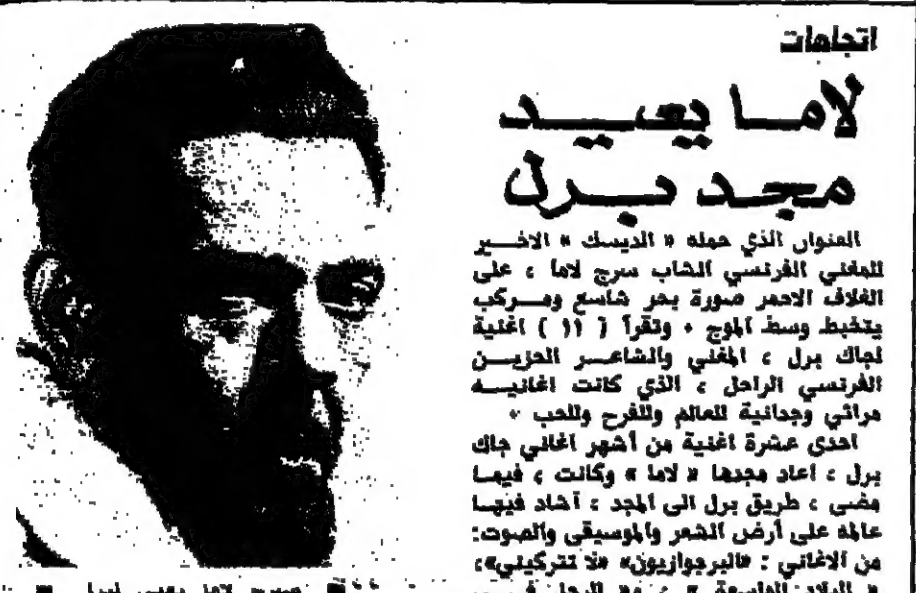 اتجاهات
لاما يعيد
مجد برل
العنوان الذي حمله « الديسك » الاخير
للمغني الفرنسي الشاب سرج لاما ، على
الغلاف الاحمر صورة بحر شاسع ومركب
يتخبط وسط الموج . وتقرأ ( ١١ ) اغنية
لجاك برل ، المغني والشاعر الحزين
الفرنسي الراحل ، الذي كانت اغانيه
مراثي وجدانية للعالم وللفرح وللحب .
احدى عشرة اغنية من أشهر اغاني جاك
برل ، اعاد مجدها « لاما » وكانت ، فيما
مضى ، طريق برل الى المجد ، أشاد فيها
عالمه على أرض الشعر والموسيقى والصوت:
من الاغاني : «البرجوازيون» «لا تتركيني»،